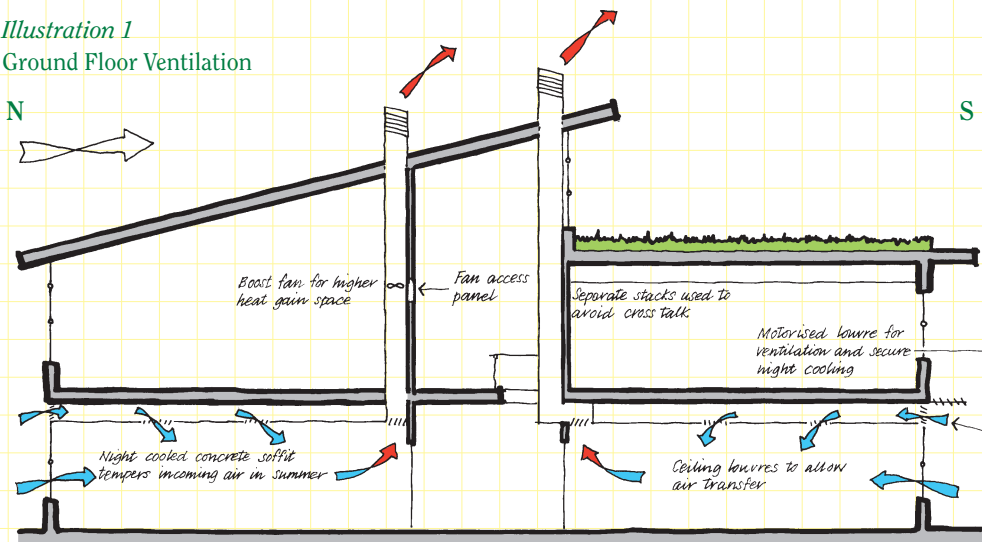 Illustration 1
Ground Floor Ventilation
N
S
Boost fan for higher
heat gain space
Fan access
panel
Separate stacks used to
avoid cross talk
Motorised louvre for
ventilation and secure
night cooling
Night cooled concrete soffit
tempers incoming air in summer
Ceiling louvres to allow
air transfer